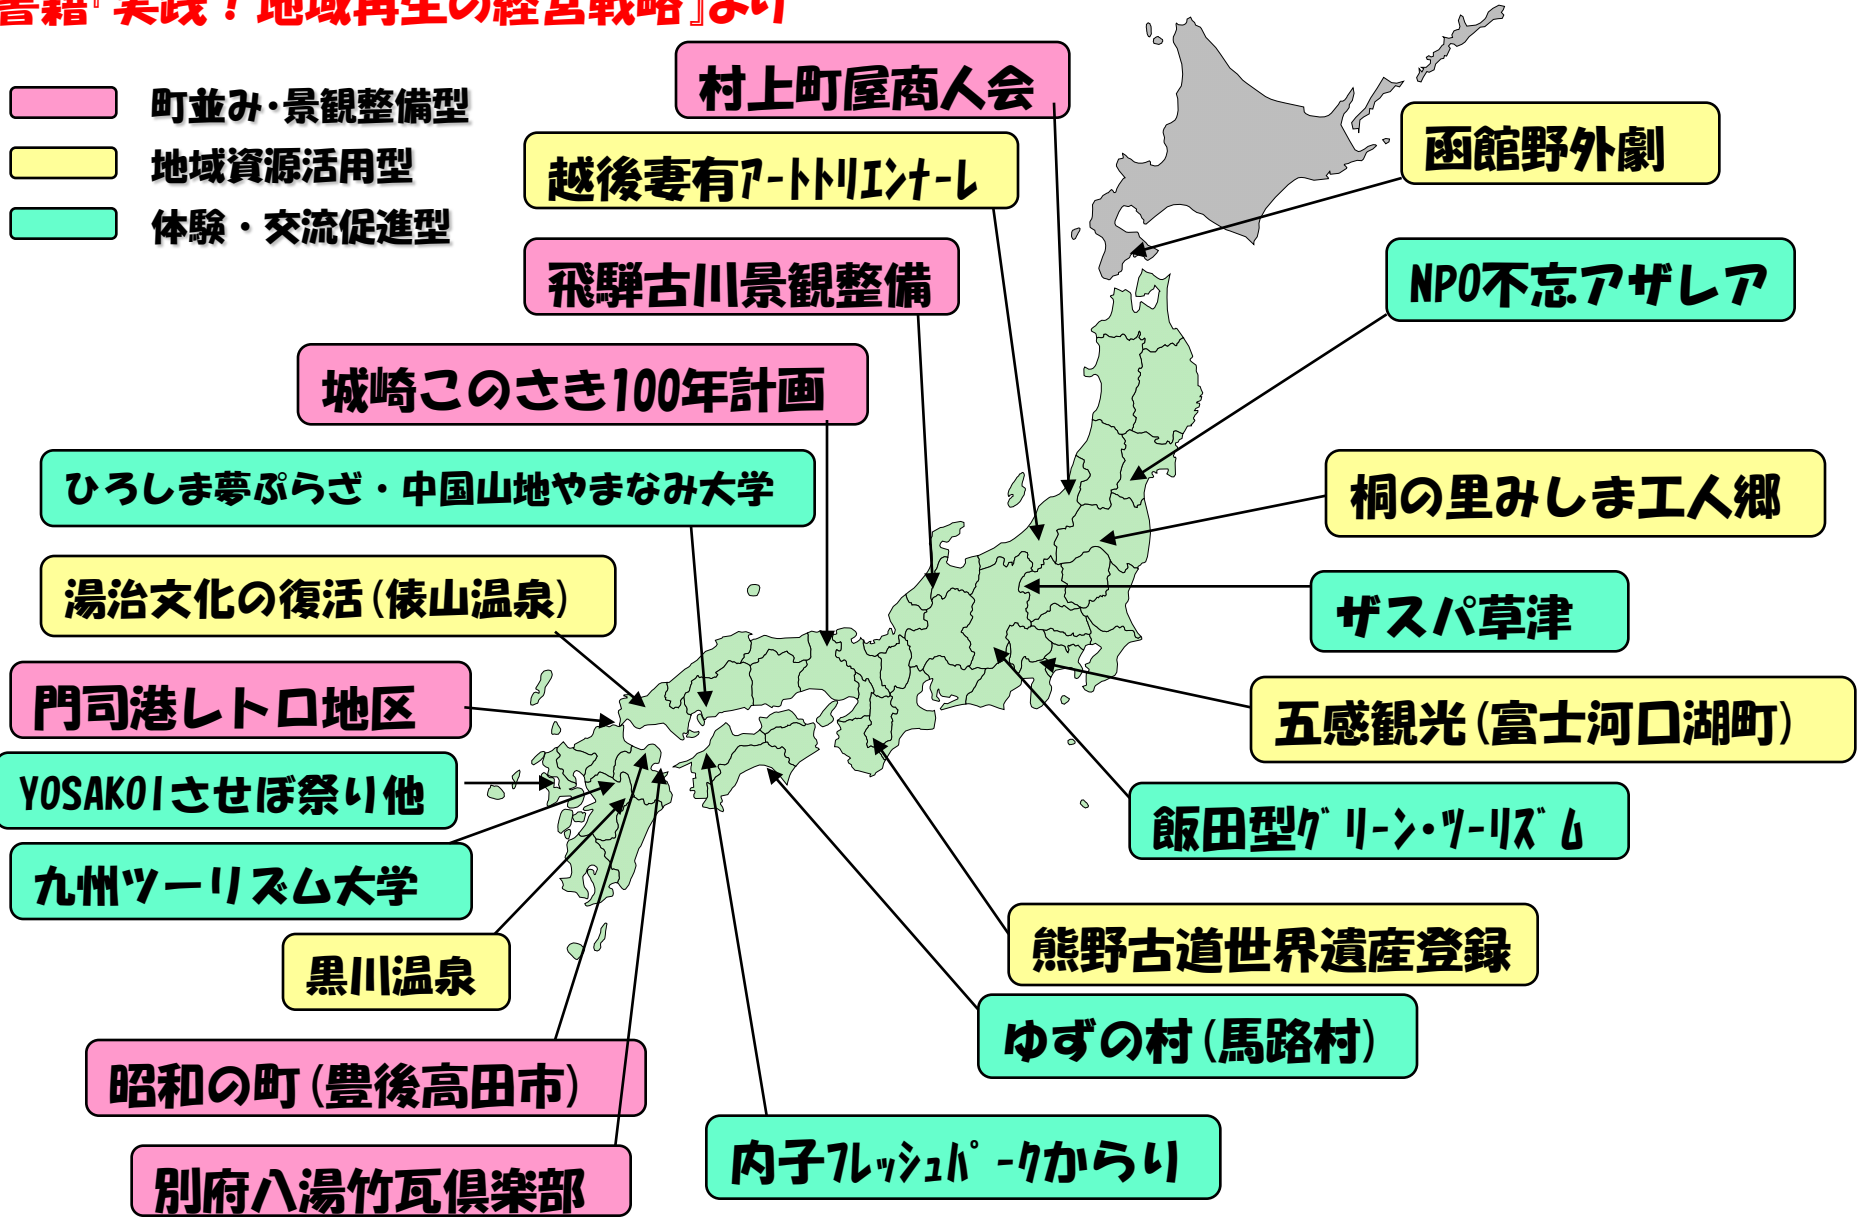 書籍『実践！地域再生の経営戦略』より
町並み・景観整備型
地域資源活用型
体験・交流促進型
村上町屋商人会
越後妻有ｱｰﾄﾄﾘｴﾝﾅｰﾚ
函館野外劇
飛騨古川景観整備
NPO不忘アザレア
城崎このさき100年計画
ひろしま夢ぷらざ・中国山地やまなみ大学
桐の里みしま工人郷
湯治文化の復活(俵山温泉)
ザスパ草津
門司港レトロ地区
五感観光(富士河口湖町)
YOSAKOIさせぼ祭り他
飯田型ｸﾞﾘｰﾝ･ﾂｰﾘｽﾞﾑ
九州ツーリズム大学
黒川温泉
熊野古道世界遺産登録
ゆずの村(馬路村)
昭和の町(豊後高田市)
内子ﾌﾚｯｼｭﾊﾟｰｸからり
別府八湯竹瓦倶楽部